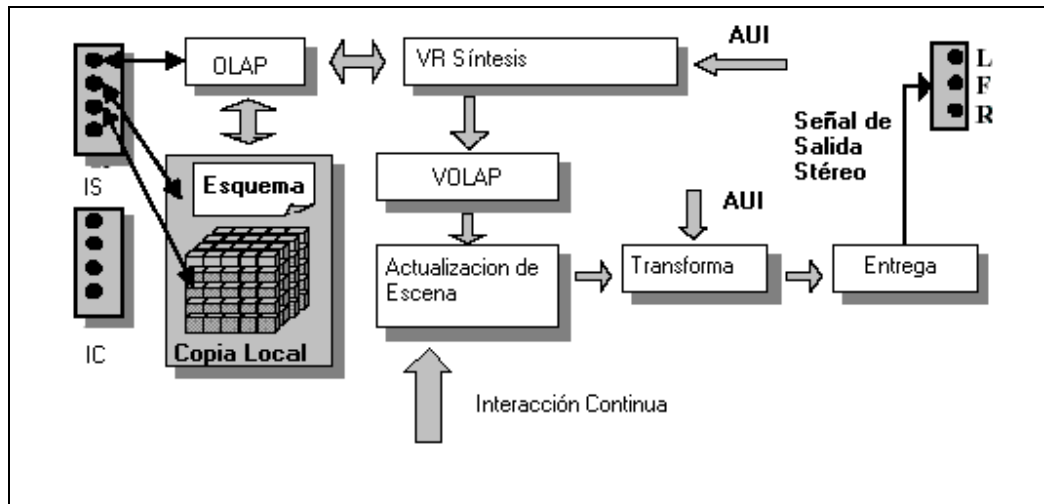 OLAP
VR Síntesis
AUI
L
F
R
Señal de
Salida
Stéreo
IS
Esquema
VOLAP
AUI
Actualizacion de
Escena
Transforma
Entrega
IC
Copia Local
Interacción Continua